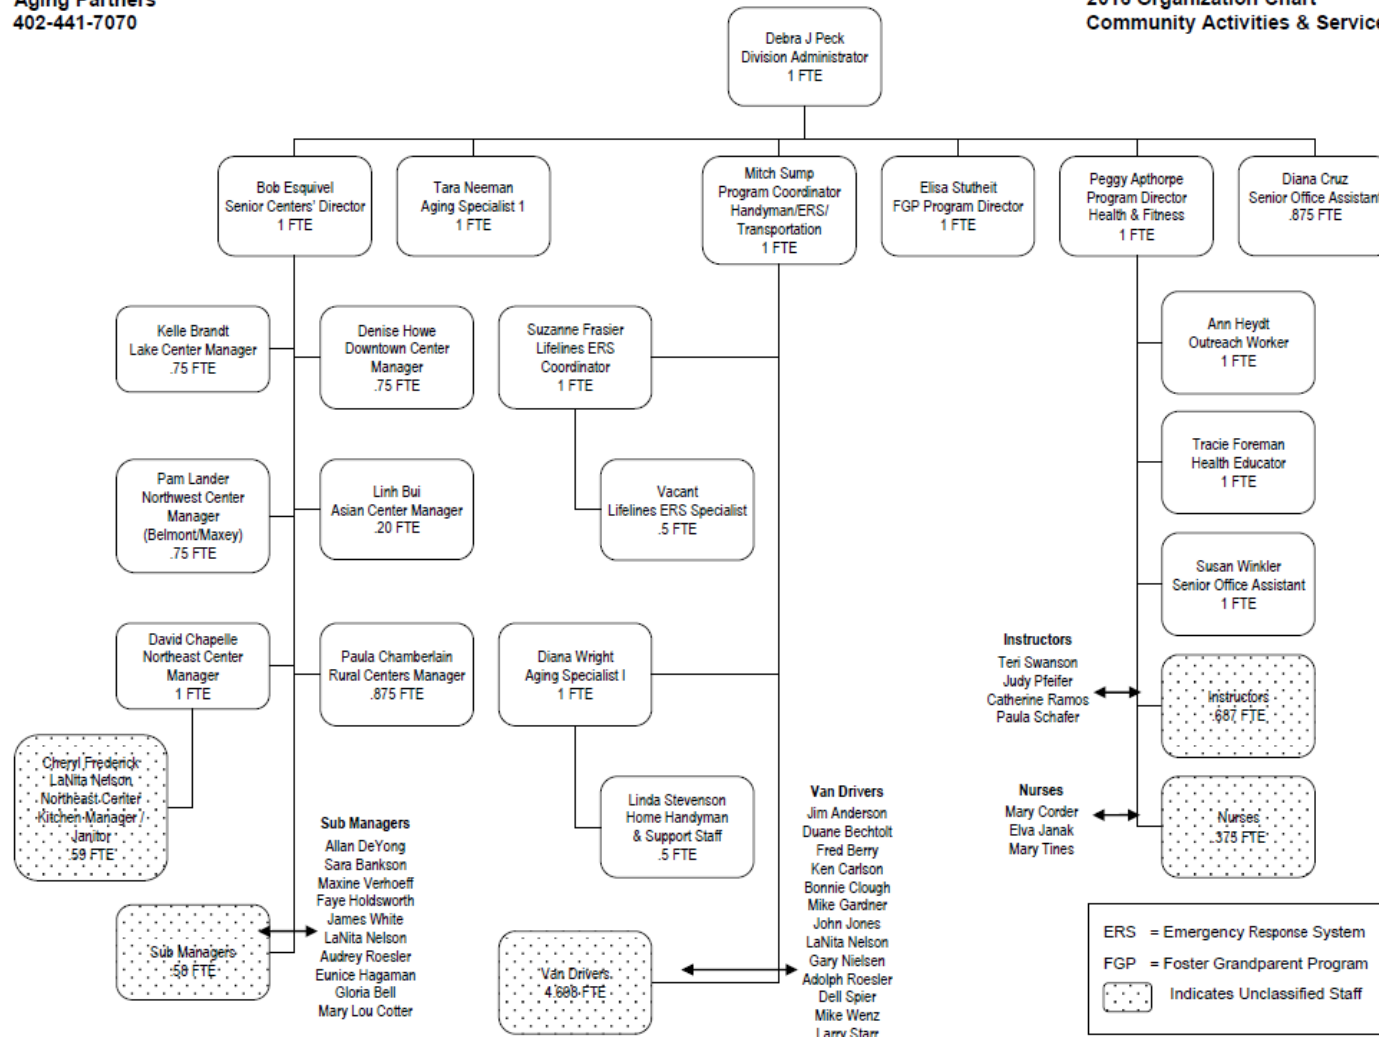 Aging Partners
402-441-7070
2016 Organization Chart
Community Activities & Service
Debra J Peck
Division Administrator
1 FTE
Bob Esquivel
Senior Centers' Director
1 FTE
Tara Neeman
Aging Specialist 1
1 FTE
Mitch Sump
Program Coordinator
Handyman/ERS/
Transportation
1 FTE
Elisa Stutheit
FGP Program Director
1 FTE
Peggy Apthorpe
Program Director
Health & Fitness
1 FTE
Diana Cruz
Senior Office Assistant
.875 FTE
Kelle Brandt
Lake Center Manager
.75 FTE
Denise Howe
Downtown Center
Manager
.75 FTE
Suzanne Frasier
Lifelines ERS
Coordinator
1 FTE
Ann Heydt
Outreach Worker
1 FTE
Pam Lander
Northwest Center
Manager
(Belmont/Maxey)
.75 FTE
Linh Bui
Asian Center Manager
.20 FTE
Vacant
Lifelines ERS Specialist
.5 FTE
Tracie Foreman
Health Educator
1 FTE
Susan Winkler
Senior Office Assistant
1 FTE
David Chapelle
Northeast Center
Manager
1 FTE
Paula Chamberlain
Rural Centers Manager
.875 FTE
Diana Wright
Aging Specialist I
1 FTE
Instructors
Teri Swanson
Judy Pfeifer
Catherine Ramos
Paula Schafer
Instructors
.687 FTE
Cheryl Frederick
LaNita Nelson
Northeast Center
Kitchen Manager /
Janitor
.59 FTE
Linda Stevenson
Home Handyman
& Support Staff
.5 FTE
Nurses
Mary Corder
Elva Janak
Mary Tines
Nurses
.375 FTE
Sub Managers
Allan DeYong
Sara Bankson
Maxine Verhoeff
Faye Holdsworth
James White
LaNita Nelson
Audrey Roesler
Eunice Hagaman
Gloria Bell
Mary Lou Cotter
Sub Managers
FTE
Van Drivers
Jim Anderson
Duane Bechtolt
Fred Berry
Ken Carlson
Bonnie Clough
Mike Gardner
John Jones
LaNita Nelson
Gary Nielsen
Adolph Roesler
Dell Spier
Mike Wenz
Larry Starr
Van Drivers
FTE
ERS = Emergency Response System
FGP = Foster Grandparent Program
Indicates Unclassified Staff